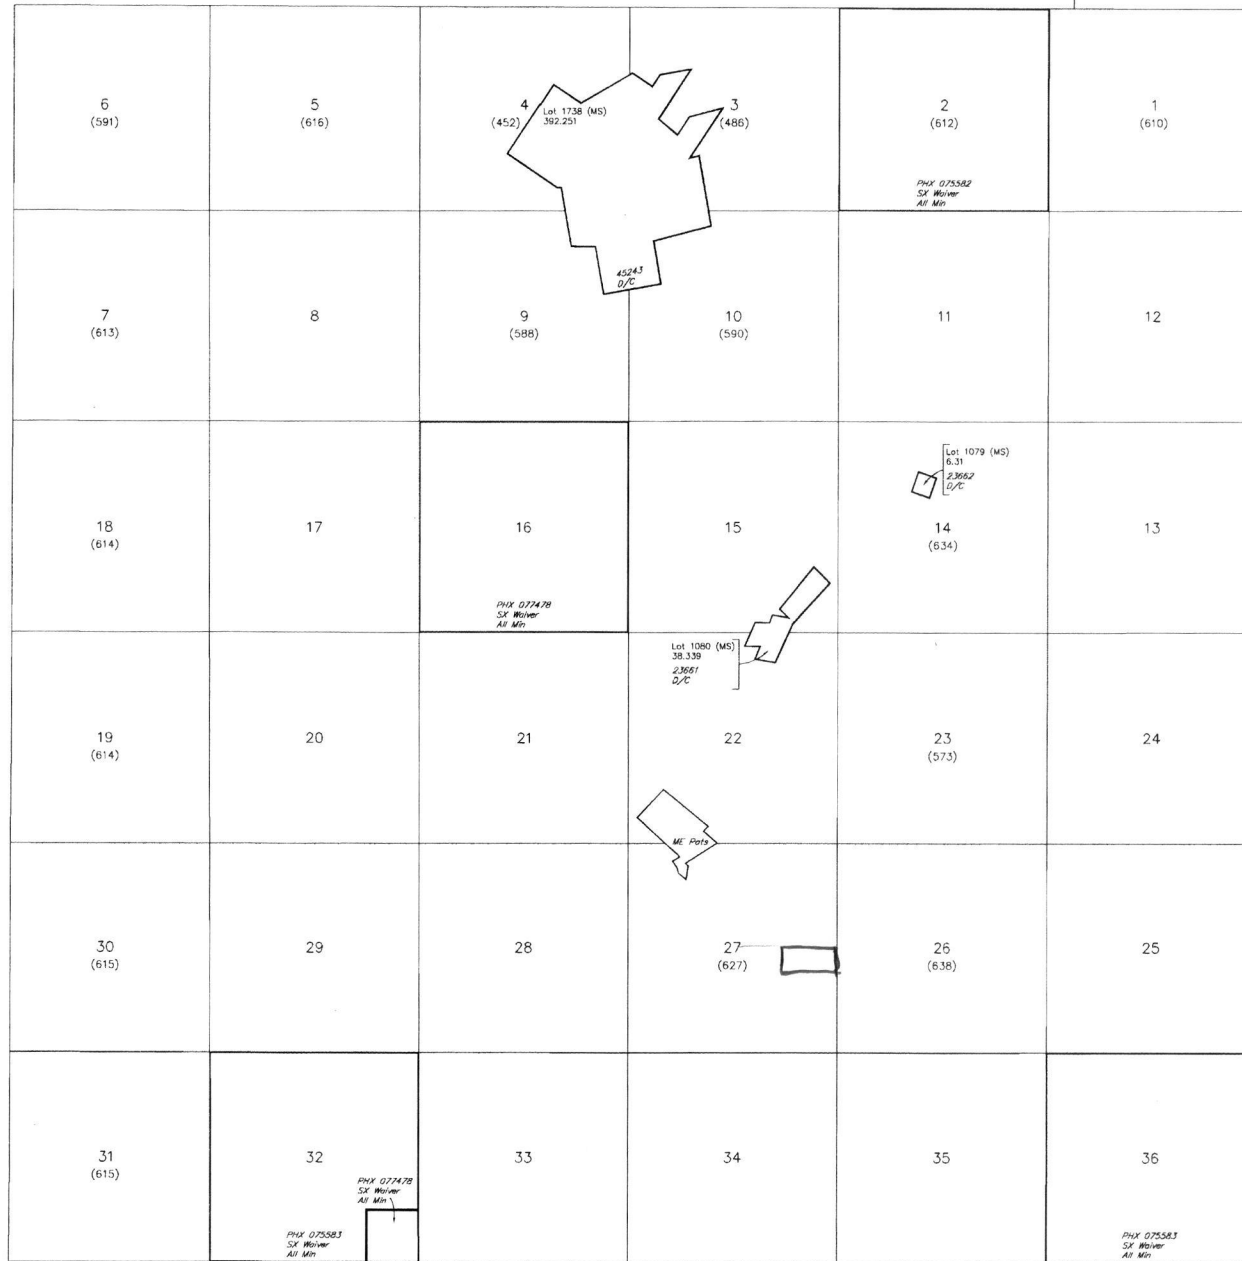 6
(591)
5
(616)
4
(452)
Lot 1738 (MS)
392.251
3
(486)
2
(612)
PHX 075582
SX Waiver
All Min
1
(610)
45243
D/C
7
(613)
8
9
(588)
10
(590)
11
12
18
(614)
17
16
PHX 077478
SX Waiver
All Min
15
Lot 1079 (MS)
6.31
23662
D/C
14
(634)
13
Lot 1080 (MS)
38.339
23661
D/C
19
(614)
20
21
22
23
(573)
24
ME Pats
30
(615)
29
28
27
(627)
26
(638)
25
31
(615)
32
PHX 077478
SX Waiver
All Min
PHX 075583
SX Waiver
All Min
33
34
35
36
PHX 075583
SX Waiver
All Min